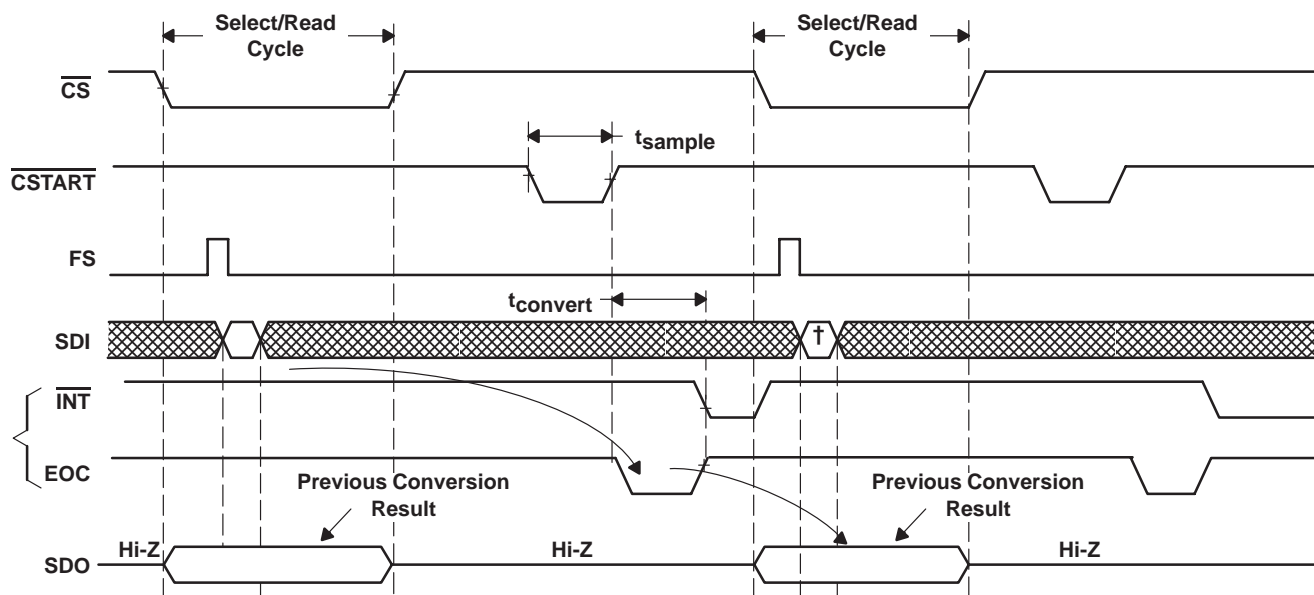 Select/Read
Cycle
Select/Read
Cycle
CS
tsample
CSTART
FS
tconvert
SDI
†
INT
EOC
Previous Conversion
Result
Previous Conversion
Result
Hi-Z
Hi-Z
Hi-Z
SDO